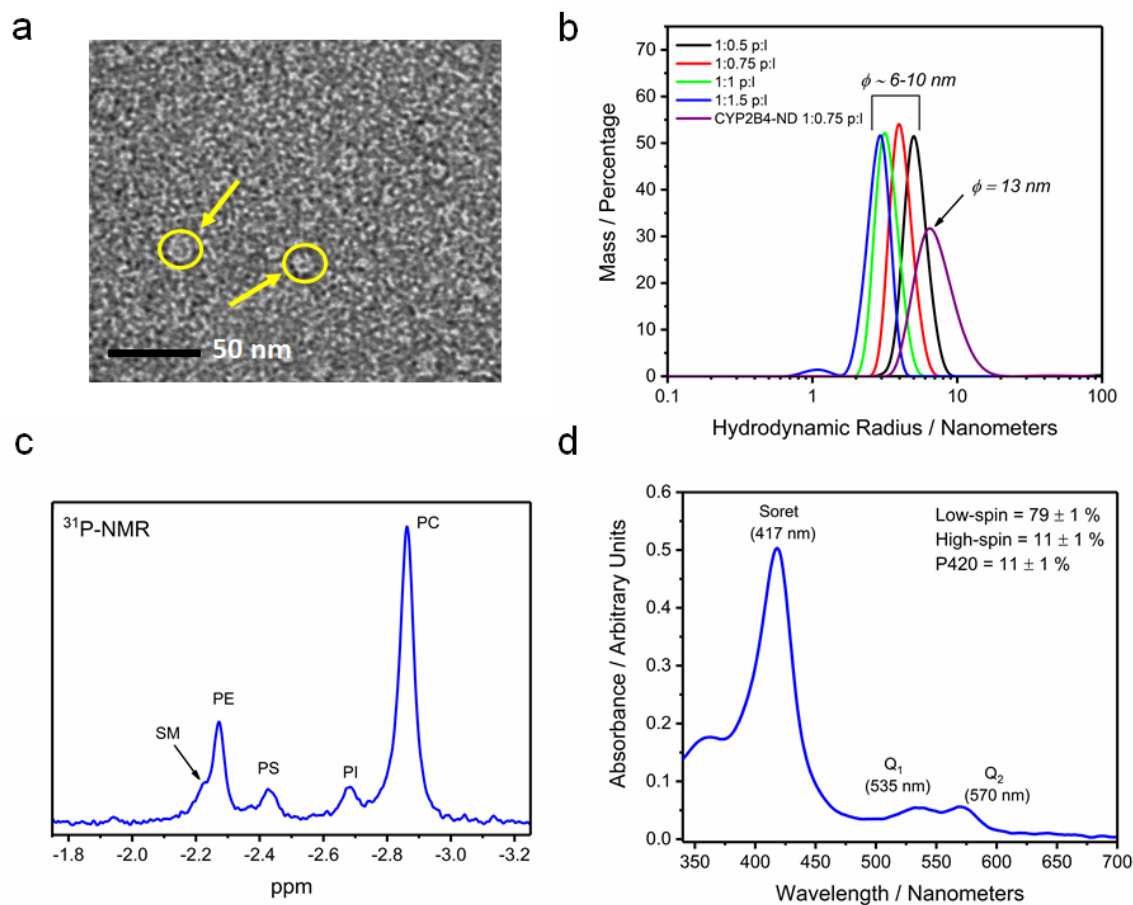 a
50 nm
b
1:0.5 p:l
1:0.75 p:l
1:1 p:l
1:1.5 p:l
CYP2B4-ND 1:0.75 p:l
ϕ ~ 6-10 nm
ϕ = 13 nm
70
60
50
40
30
20
10
0
Mass / Percentage
0.1
1
10
100
Hydrodynamic Radius / Nanometers
c
³¹P-NMR
PC
PE
SM
PS
PI
-1.8
-2.0
-2.2
-2.4
-2.6
-2.8
-3.0
-3.2
ppm
d
Soret
(417 nm)
Low-spin = 79 ± 1 %
High-spin = 11 ± 1 %
P420 = 11 ± 1 %
Q₁
(535 nm)
Q₂
(570 nm)
0.6
0.5
0.4
0.3
0.2
0.1
0.0
Absorbance / Arbitrary Units
350
400
450
500
550
600
650
700
Wavelength / Nanometers